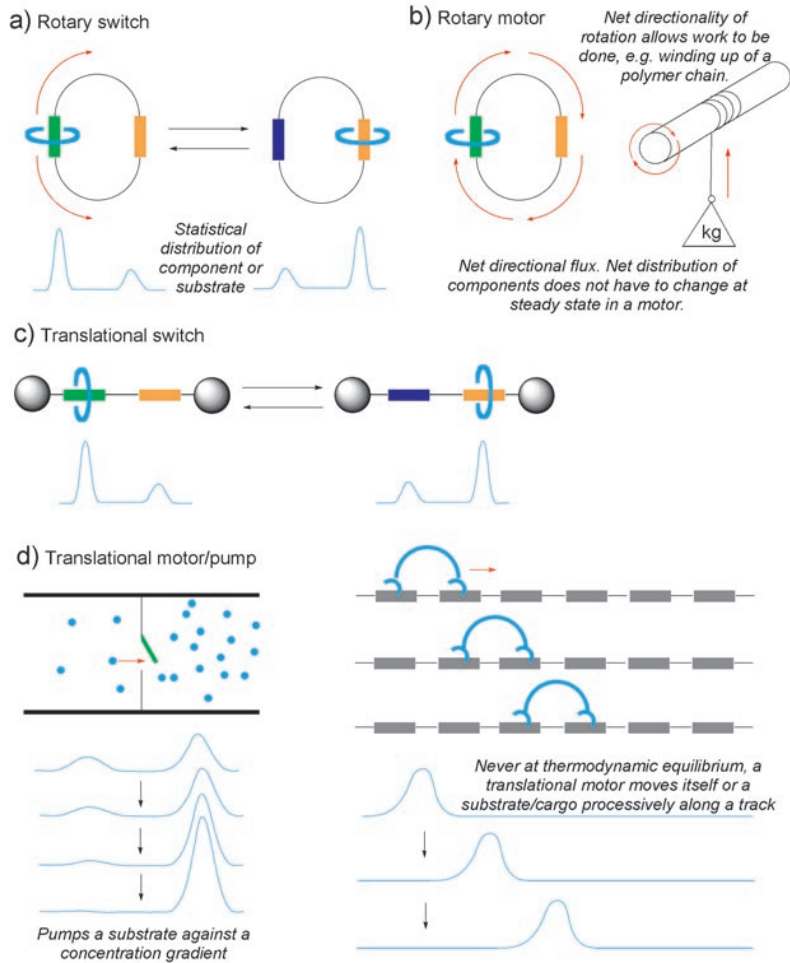 a) Rotary switch
Statistical
distribution of
component or
substrate
b) Rotary motor
Net directionality of
rotation allows work to be
done, e.g. winding up of a
polymer chain.
kg
Net directional flux. Net distribution of
components does not have to change at
steady state in a motor.
c) Translational switch
d) Translational motor/pump
Pumps a substrate against a
concentration gradient
Never at thermodynamic equilibrium, a
translational motor moves itself or a
substrate/cargo processively along a track